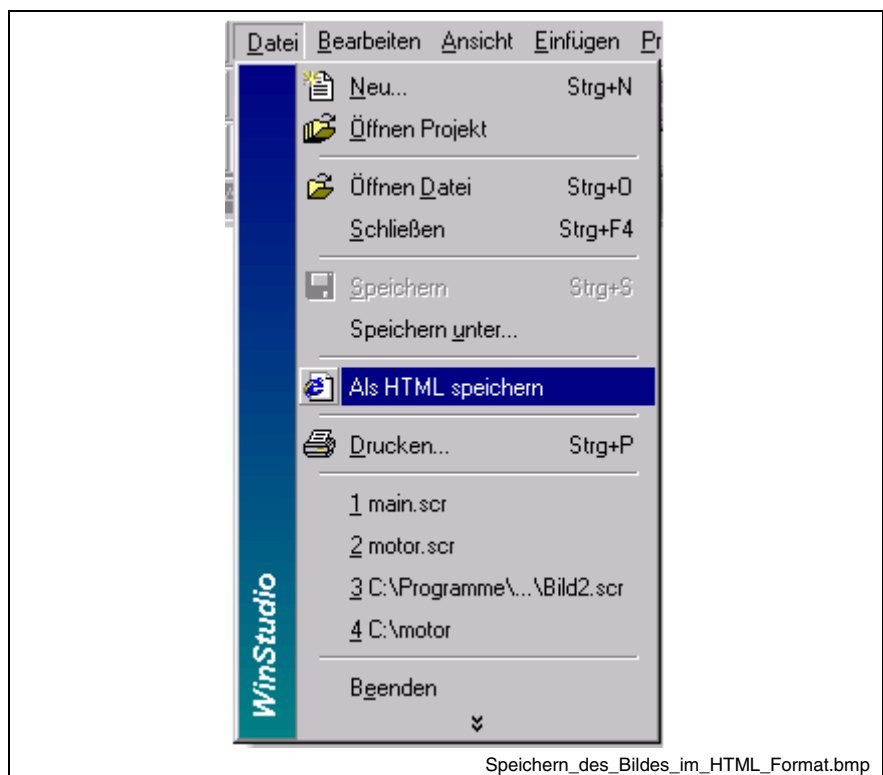 Datei Bearbeiten Ansicht Einfügen Pr
Neu... Strg+N
Öffnen Projekt
Öffnen Datei Strg+O
Schließen Strg+F4
Speichern Strg+S
Speichern unter...
Als HTML speichern
Drucken... Strg+P
1 main.scr
2 motor.scr
3 C:\Programme\...\Bild2.scr
4 C:\motor
Beenden
WinStudio
Speichern_des_Bildes_im_HTML_Format.bmp